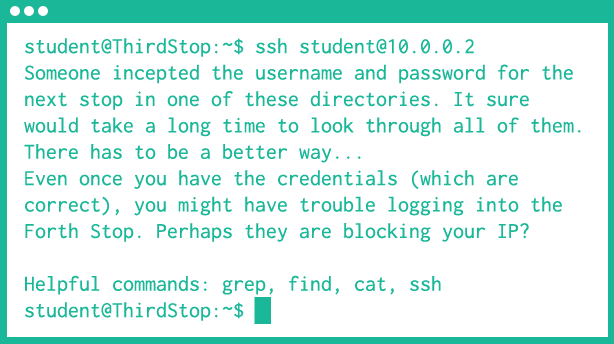 student@ThirdStop:~$ ssh student@10.0.0.2
Someone incepted the username and password for the
next stop in one of these directories. It sure
would take a long time to look through all of them.
There has to be a better way...
Even once you have the credentials (which are
correct), you might have trouble logging into the
Forth Stop. Perhaps they are blocking your IP?

Helpful commands: grep, find, cat, ssh
student@ThirdStop:~$